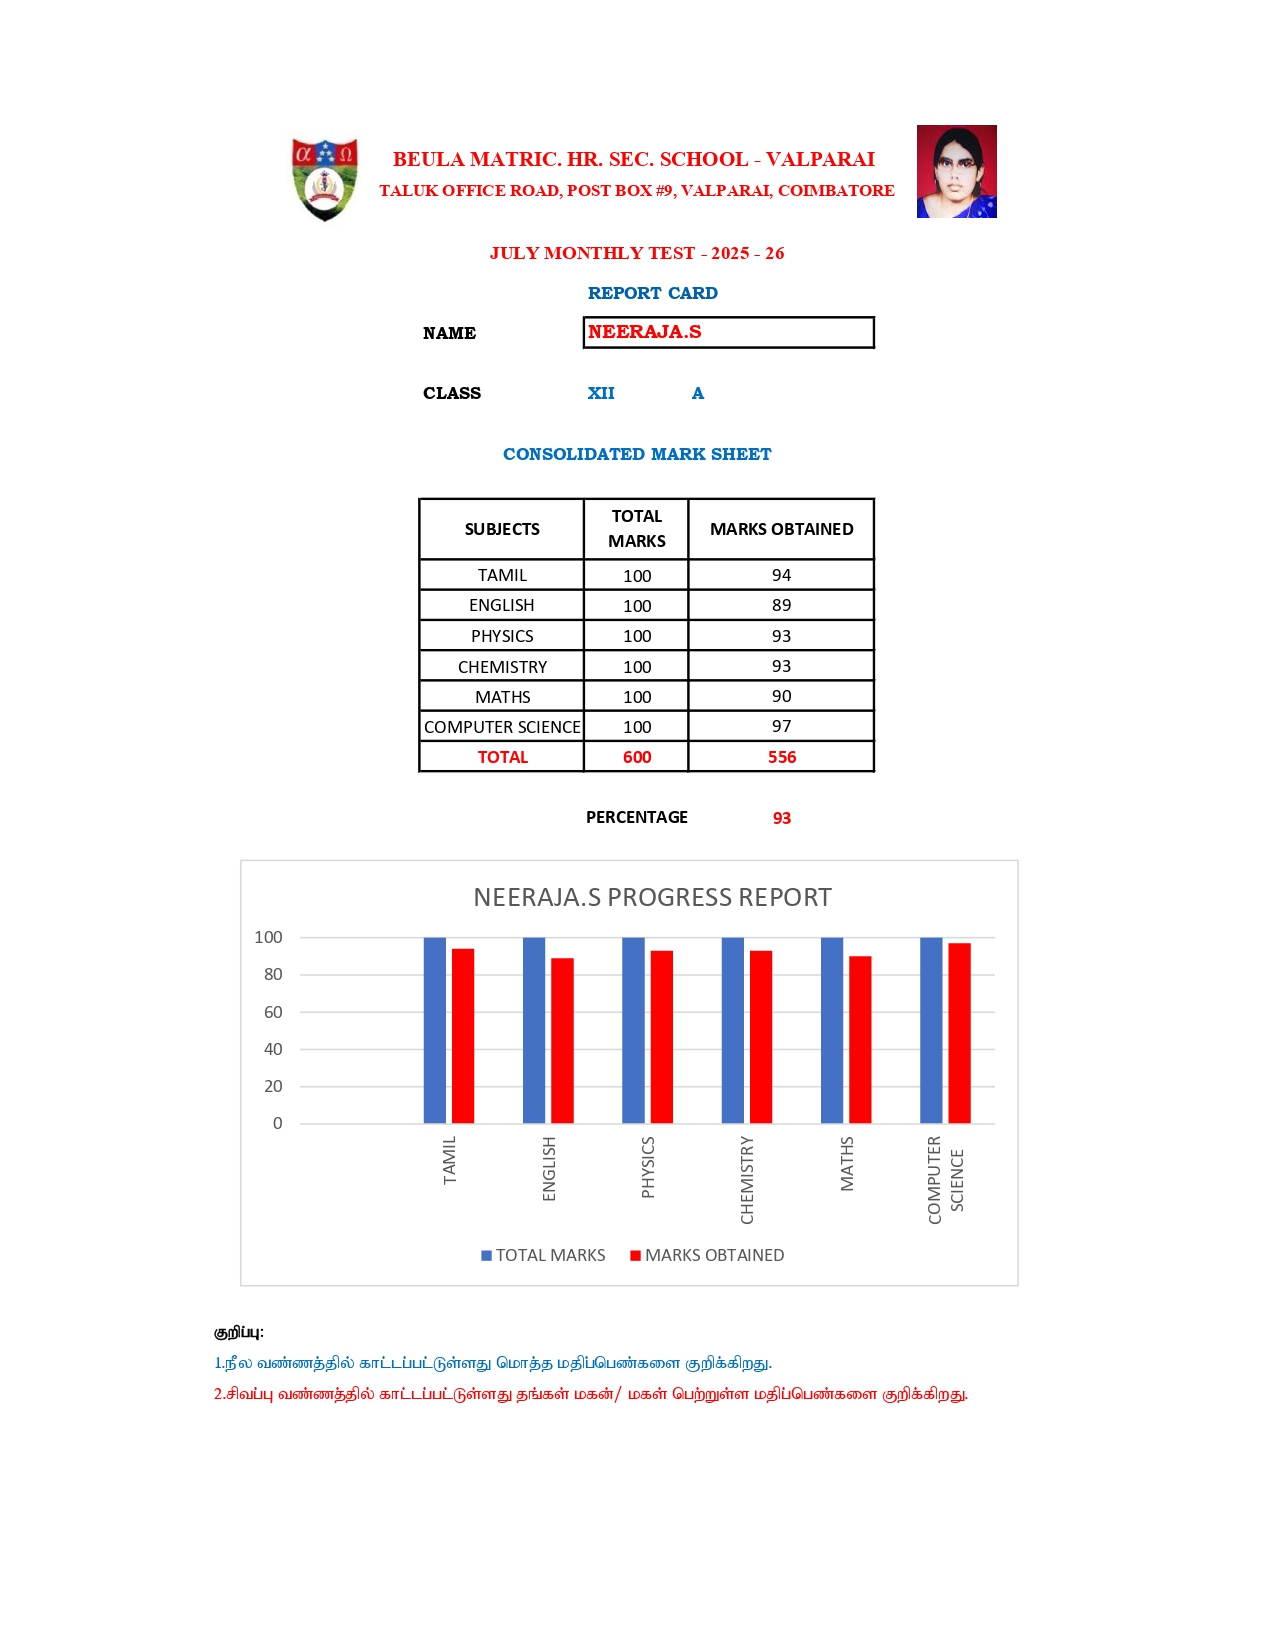 α Ω
BEULA MATRIC. HR. SEC. SCHOOL - VALPARAI
TALUK OFFICE ROAD, POST BOX #9, VALPARAI, COIMBATORE
JULY MONTHLY TEST - 2025 - 26
REPORT CARD
NAME NEERAJA.S
CLASS XII A
CONSOLIDATED MARK SHEET
SUBJECTS TOTAL MARKS MARKS OBTAINED
TAMIL 100 94
ENGLISH 100 89
PHYSICS 100 93
CHEMISTRY 100 93
MATHS 100 90
COMPUTER SCIENCE 100 97
TOTAL 600 556
PERCENTAGE 93
NEERAJA.S PROGRESS REPORT
100
80
60
40
20
0
TAMIL ENGLISH PHYSICS CHEMISTRY MATHS COMPUTER SCIENCE
TOTAL MARKS MARKS OBTAINED
குறிப்பு:
1.நீல வண்ணத்தில் காட்டப்பட்டுள்ளது மொத்த மதிப்பெண்களை குறிக்கிறது.
2.சிவப்பு வண்ணத்தில் காட்டப்பட்டுள்ளது தங்கள் மகன்/ மகள் பெற்றுள்ள மதிப்பெண்களை குறிக்கிறது.